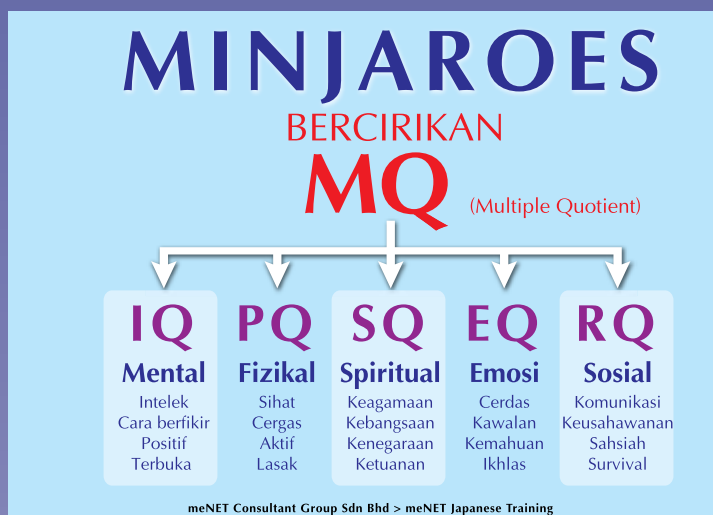 MINJAROES
BERCIRIKAN
MQ (Multiple Quotient)
IQ
Mental
Intelek
Cara berfikir
Positif
Terbuka
PQ
Fizikal
Sihat
Cergas
Aktif
Lasak
SQ
Spiritual
Keagamaan
Kebangsaan
Kenegaraan
Ketuanan
EQ
Emosi
Cerdas
Kawalan
Kemahuan
Ikhlas
RQ
Sosial
Komunikasi
Keusahawanan
Sahsiah
Survival
meNET Consultant Group Sdn Bhd > meNET Japanese Training